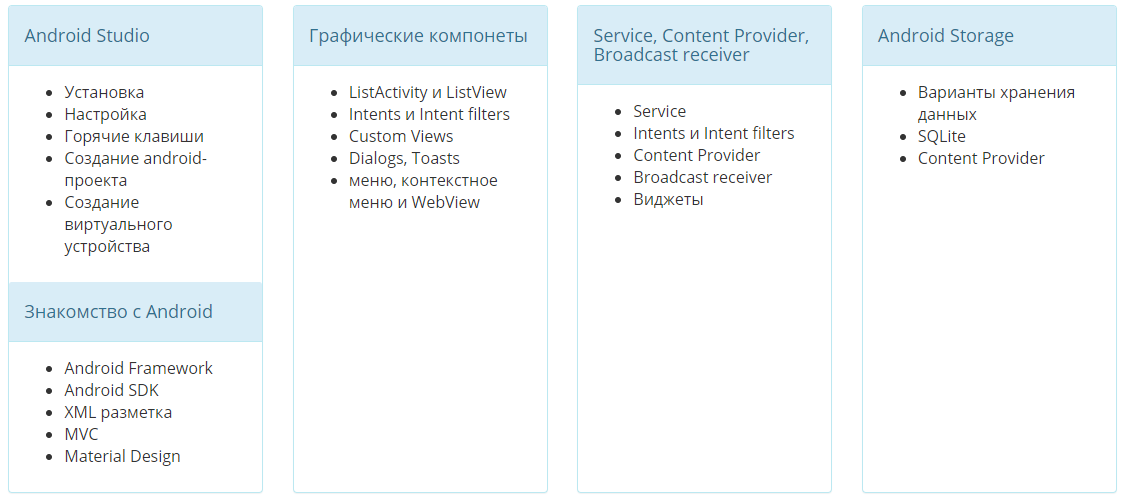 Android Studio
Установка
Настройка
Горячие клавиши
Создание android-
проекта
Создание
виртуального
устройства
Знакомство с Android
Android Framework
Android SDK
XML разметка
MVC
Material Design
Графические компонеты
ListActivity и ListView
Intents и Intent filters
Custom Views
Dialogs, Toasts
меню, контекстное
меню и WebView
Service, Content Provider,
Broadcast receiver
Service
Intents и Intent filters
Content Provider
Broadcast receiver
Виджеты
Android Storage
Варианты хранения
данных
SQLite
Content Provider